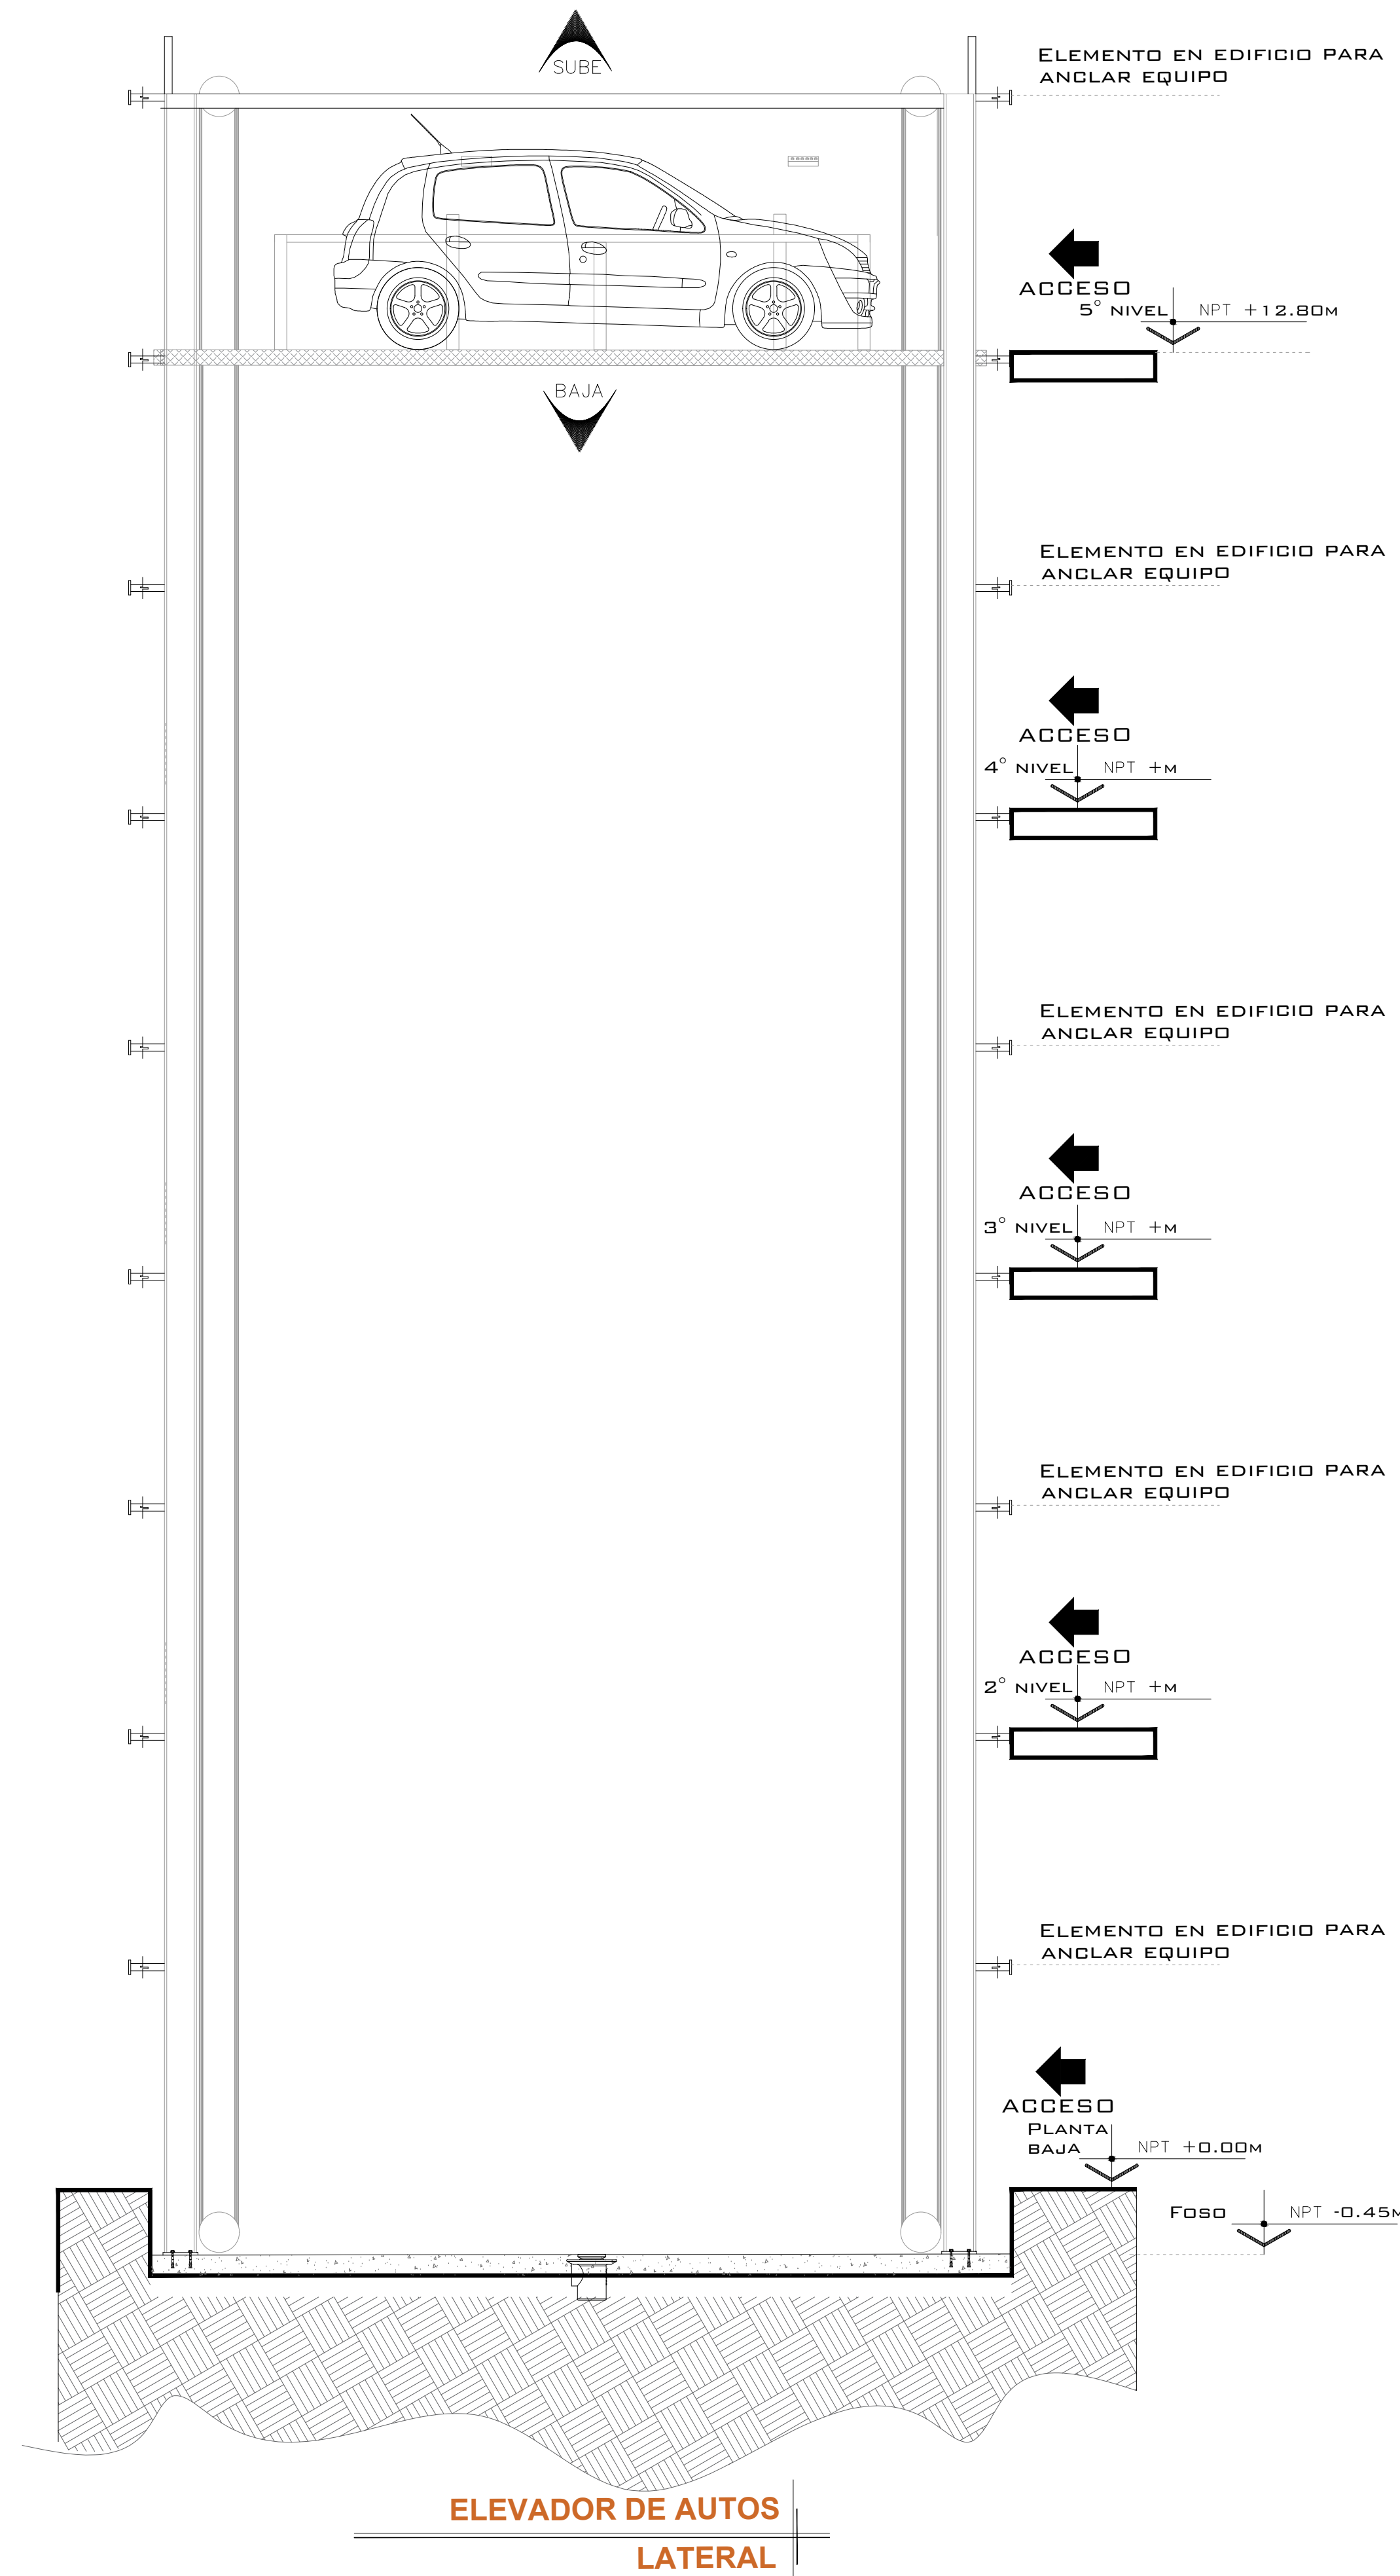 SUBE
ELEMENTO EN EDIFICIO PARA
ANCLAR EQUIPO
ACCESO
5° NIVEL NPT +12.80M
BAJA
ELEMENTO EN EDIFICIO PARA
ANCLAR EQUIPO
ACCESO
4° NIVEL NPT +M
ELEMENTO EN EDIFICIO PARA
ANCLAR EQUIPO
ACCESO
3° NIVEL NPT +M
ELEMENTO EN EDIFICIO PARA
ANCLAR EQUIPO
ACCESO
2° NIVEL NPT +M
ELEMENTO EN EDIFICIO PARA
ANCLAR EQUIPO
ACCESO
PLANTA
BAJA NPT +0.00M
FOSO NPT -0.45M
ELEVADOR DE AUTOS
LATERAL